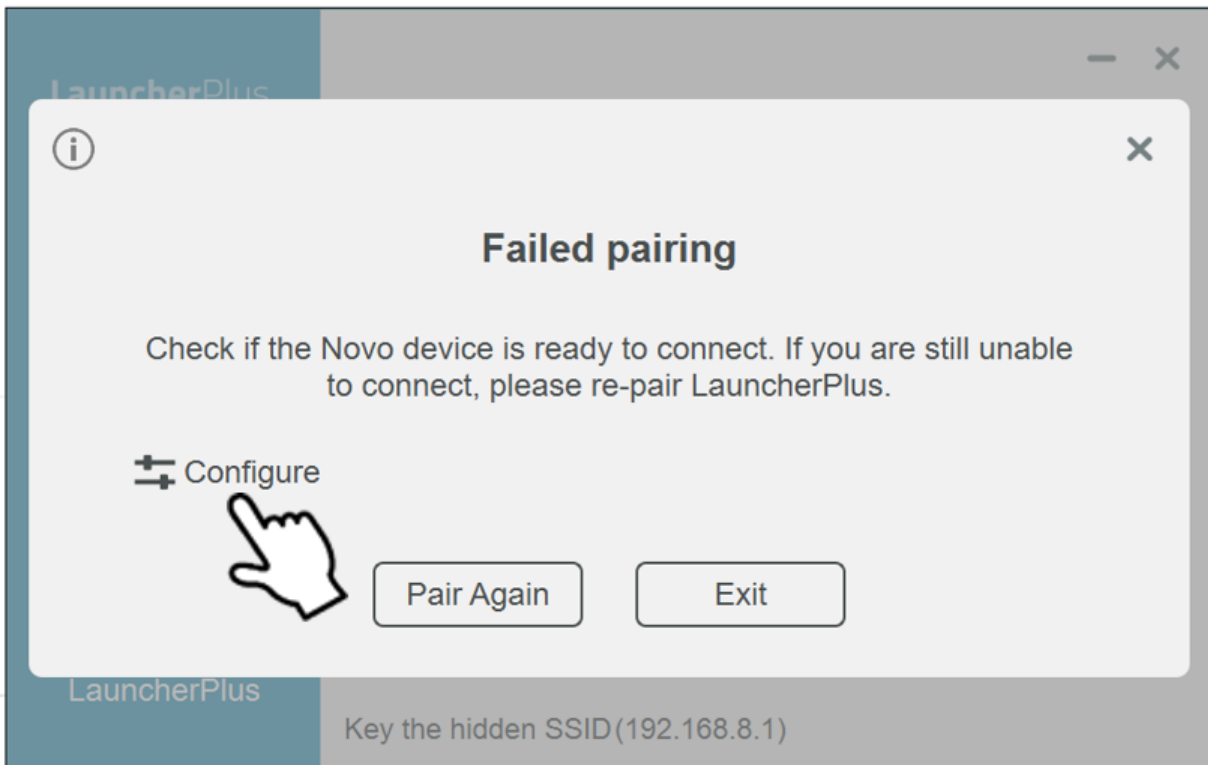 LauncherPlus
Failed pairing
Check if the Novo device is ready to connect. If you are still unable
to connect, please re-pair LauncherPlus.
Configure
Pair Again
Exit
LauncherPlus
Key the hidden SSID(192.168.8.1)